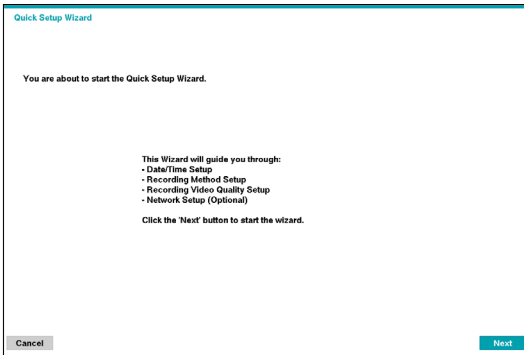 Quick Setup Wizard
You are about to start the Quick Setup Wizard.
This Wizard will guide you through:
- Date/Time Setup
- Recording Method Setup
- Recording Video Quality Setup
- Network Setup (Optional)
Click the 'Next' button to start the wizard.
Cancel
Next